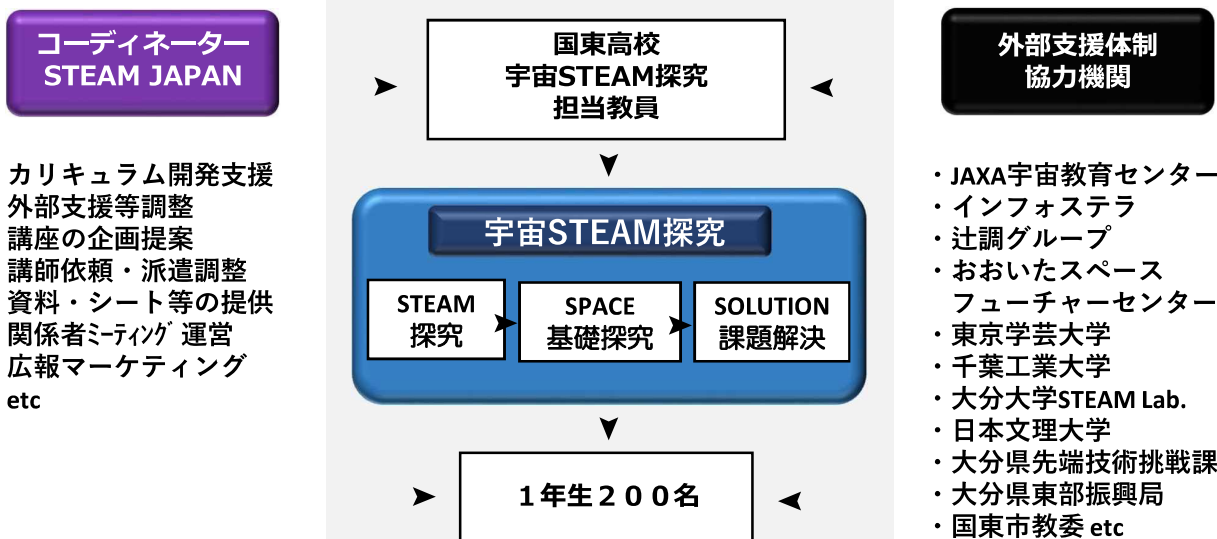 コーディネーター
STEAM JAPAN
カリキュラム開発支援
外部支援等調整
講座の企画提案
講師依頼・派遣調整
資料・シート等の提供
関係者ﾐｰﾃｨﾝｸﾞ運営
広報マーケティング
etc
国東高校
宇宙STEAM探究
担当教員
宇宙STEAM探究
STEAM
探究
SPACE
基礎探究
SOLUTION
課題解決
１年生２００名
外部支援体制
協力機関
・JAXA宇宙教育センター
・インフォステラ
・辻調グループ
・おおいたスペース
フューチャーセンター
・東京学芸大学
・千葉工業大学
・大分大学STEAM Lab.
・日本文理大学
・大分県先端技術挑戦課
・大分県東部振興局
・国東市教委 etc